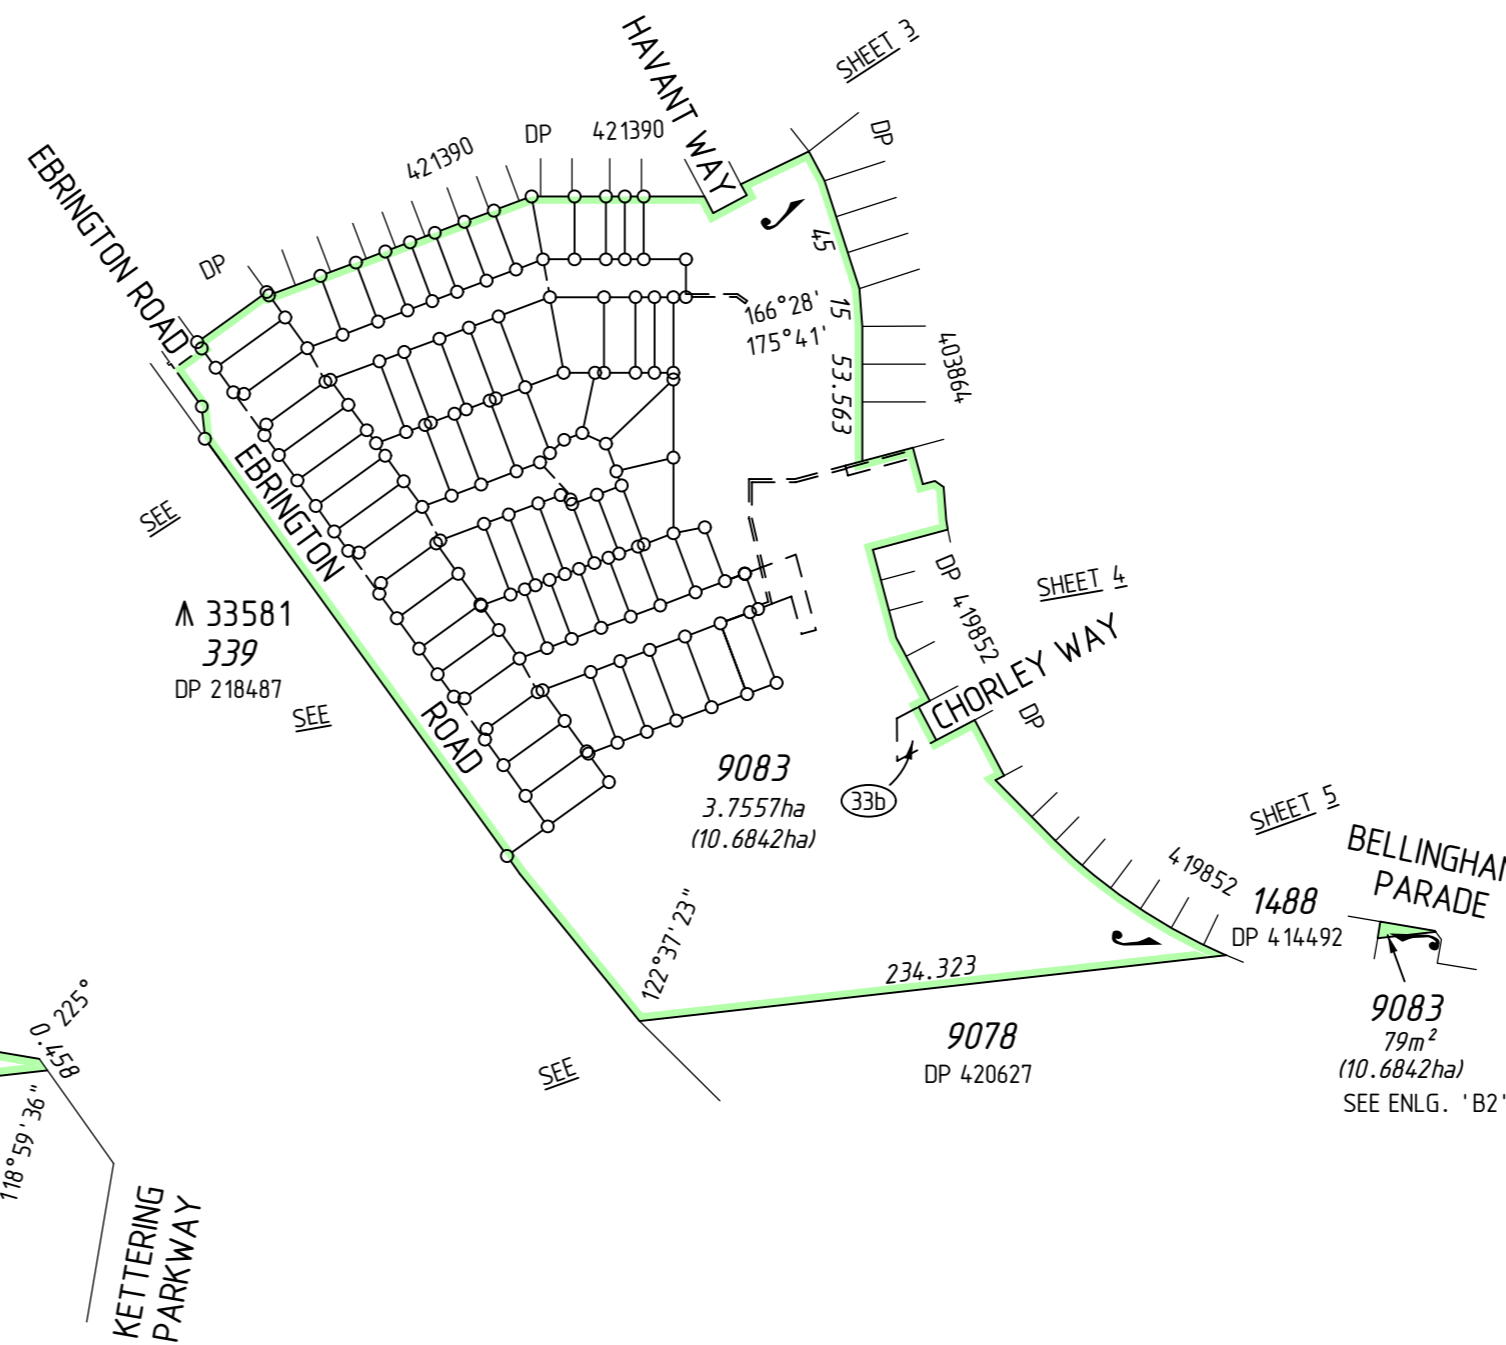 SHEET 3
HAVANT WAY
DP
421390
DP
421390
DP
EBRINGTON ROAD
45
15
53.563
166°28'
175°41'
403864
EBRINGTON
ROAD
SEE
33581
339
DP 218487
SEE
DP 419852
SHEET 4
CHORLEY WAY
DP
9083
3.7557ha
(10.6842ha)
33b
SHEET 5
419852
BELLINGHAM
PARADE
1488
DP 414492
122°37'23"
234.323
9078
DP 420627
9083
79m²
(10.6842ha)
SEE ENLG. 'B2'
SEE
225°
0.458
118°59'36"
KETTERING
PARKWAY